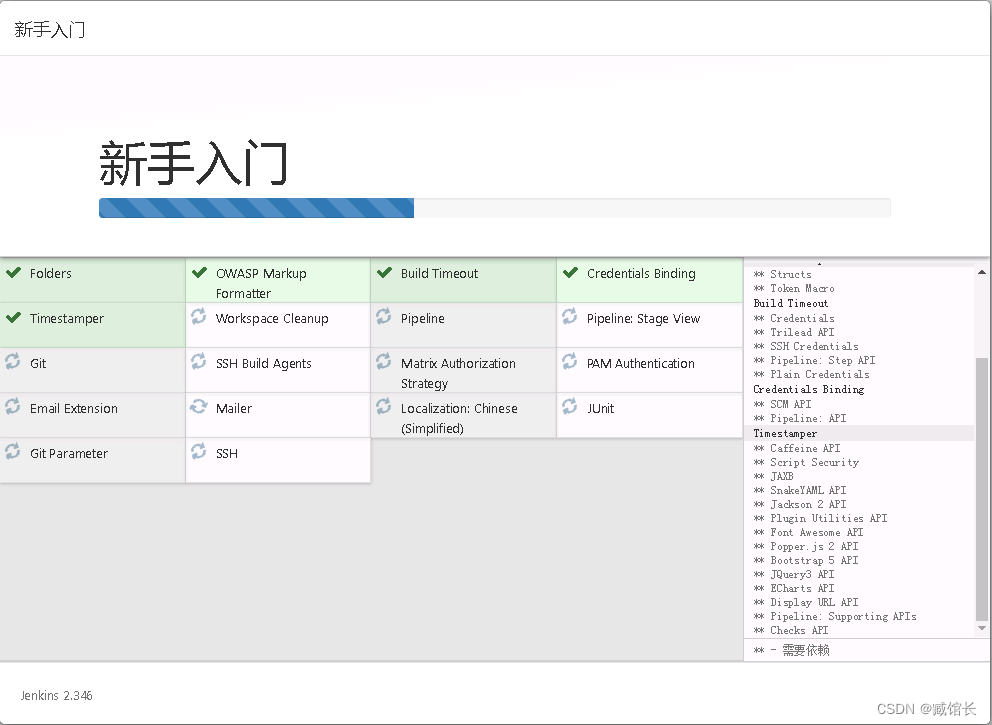 新手入门
新手入门
Folders
OWASP Markup
Formatter
Build Timeout
Credentials Binding
Timestamper
Workspace Cleanup
Pipeline
Pipeline: Stage View
Git
SSH Build Agents
Matrix Authorization
Strategy
PAM Authentication
Email Extension
Mailer
Localization: Chinese
(Simplified)
JUnit
Git Parameter
SSH
** Structs
** Token Macro
Build Timeout
** Credentials
** Trilead API
** SSH Credentials
** Pipeline: Step API
** Plain Credentials
Credentials Binding
** SCM API
** Pipeline: API
Timestamper
** Caffeine API
** Script Security
** JAXB
** SnakeYAML API
** Jackson 2 API
** Plugin Utilities API
** Font Awesome API
** Popper.js 2 API
** Bootstrap 5 API
** JQuery3 API
** ECharts API
** Display URL API
** Pipeline: Supporting APIs
** Checks API
** - 需要依赖
Jenkins 2.346
CSDN @臧馆长